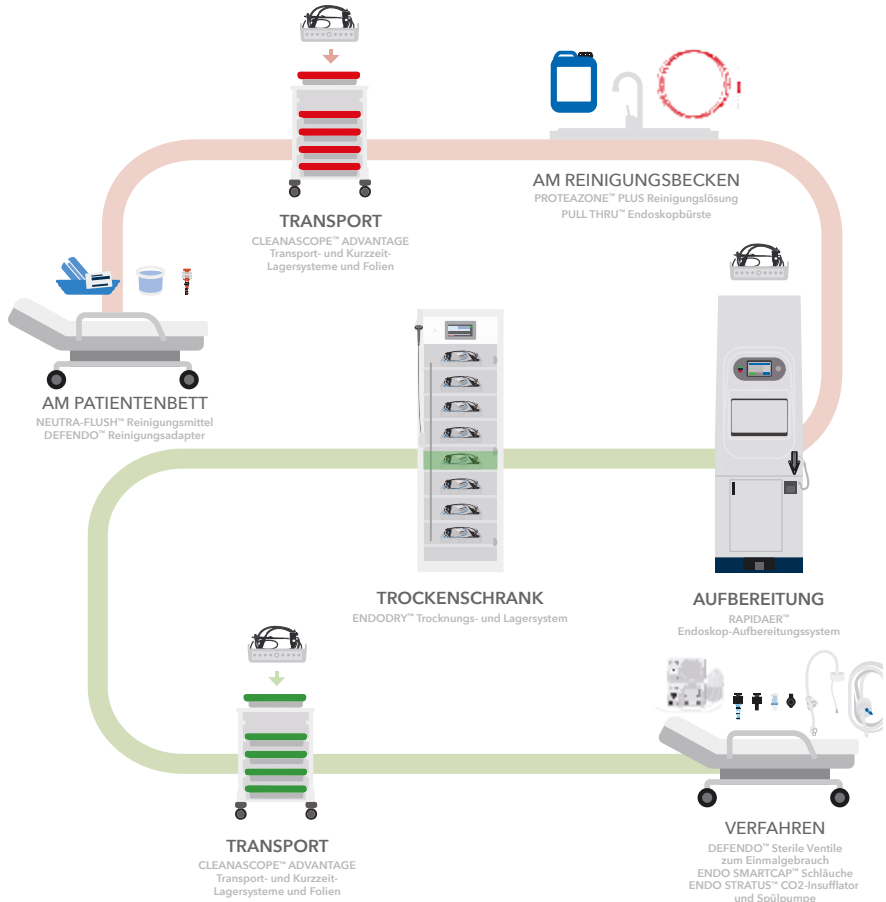 TRANSPORT
CLEANASCOPE™ ADVANTAGE
Transport- und Kurzzeit-
Lagersysteme und Folien
AM REINIGUNGSBECKEN
PROTEAZONE™ PLUS Reinigungslösung
PULL THRU™ Endoskopbürste
AM PATIENTENBETT
NEUTRA-FLUSH™ Reinigungsmittel
DEFENDO™ Reinigungsadapter
TROCKENSCHRANK
ENDODRY™ Trocknungs- und Lagersystem
AUFBEREITUNG
RAPIDAER™
Endoskop-Aufbereitungssystem
TRANSPORT
CLEANASCOPE™ ADVANTAGE
Transport- und Kurzzeit-
Lagersysteme und Folien
VERFAHREN
DEFENDO™ Sterile Ventile
zum Einmalgebrauch
ENDO SMARTCAP™ Schläuche
ENDO STRATUS™ CO2-Insufflator
und Spülpumpe